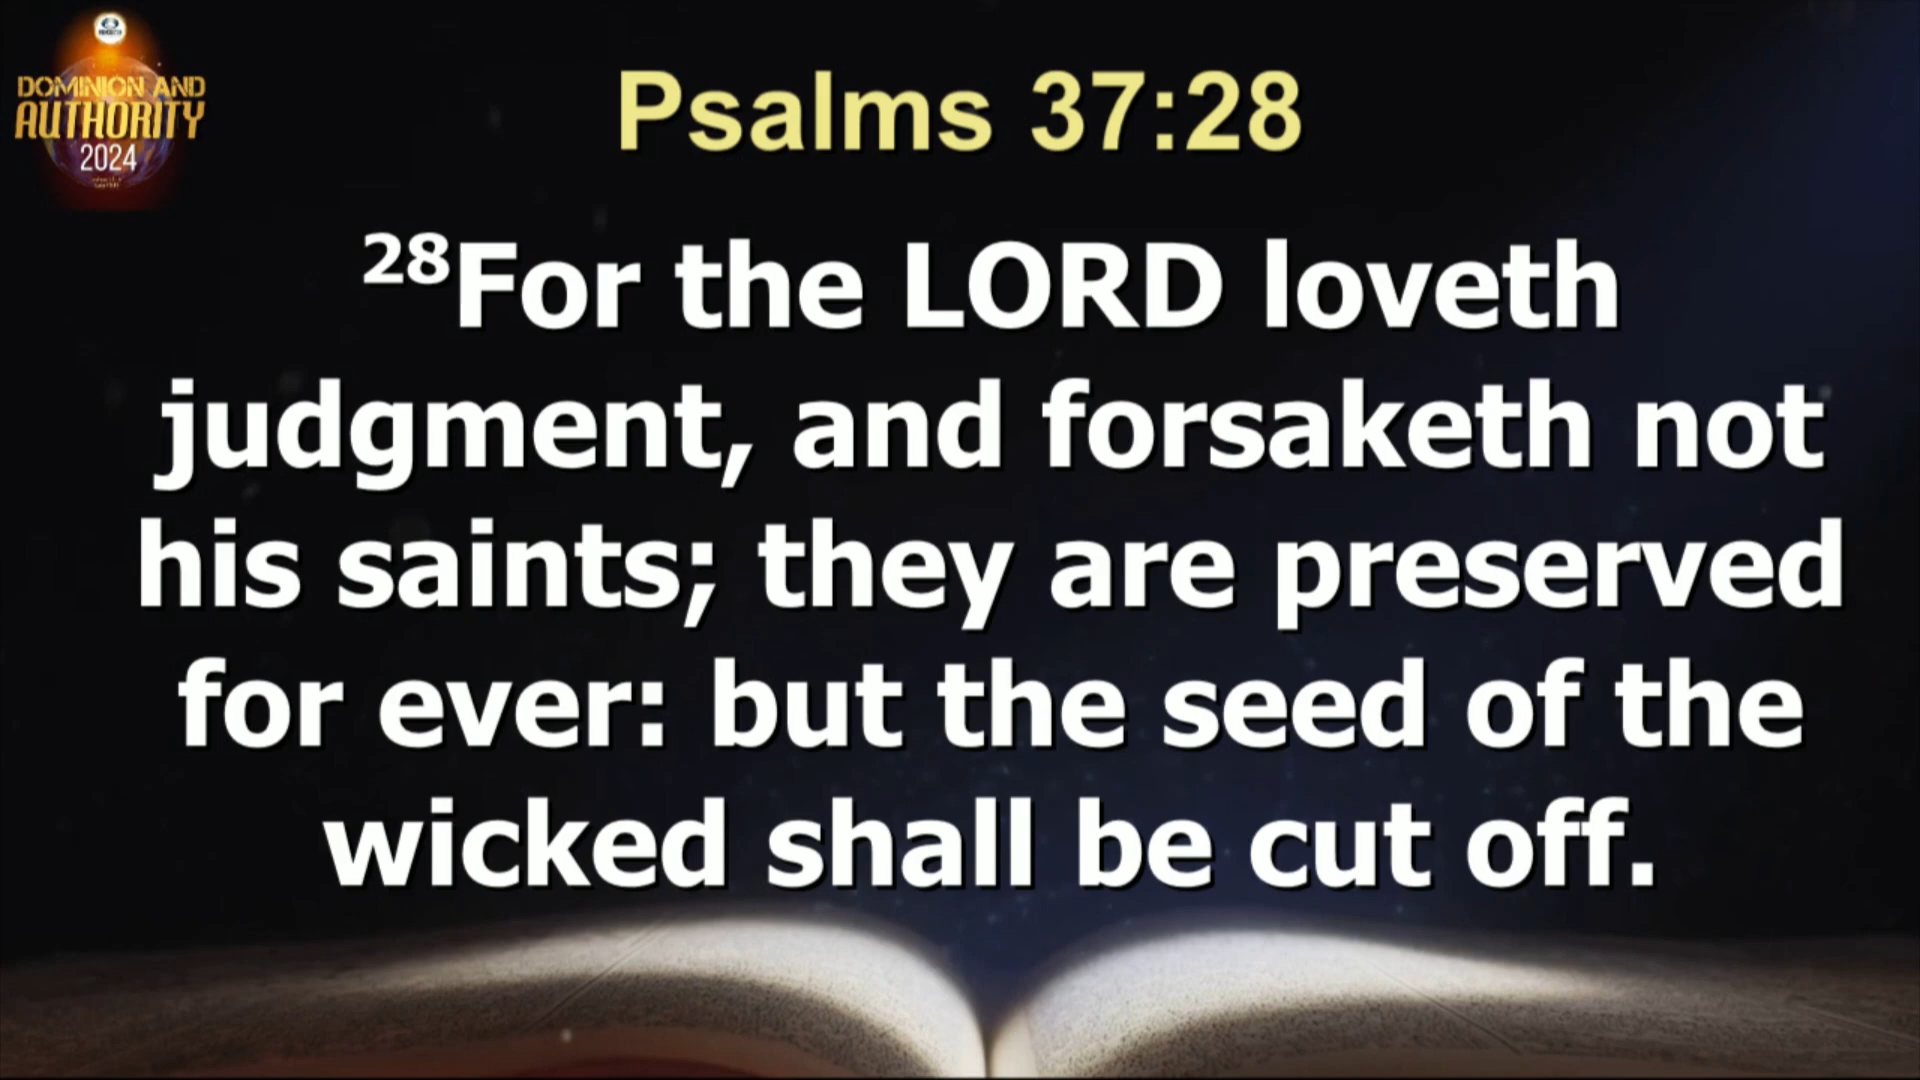 DOMINION AND
AUTHORITY
2024
Psalms 37:28
28For the LORD loveth
judgment, and forsaketh not
his saints; they are preserved
for ever: but the seed of the
wicked shall be cut off.